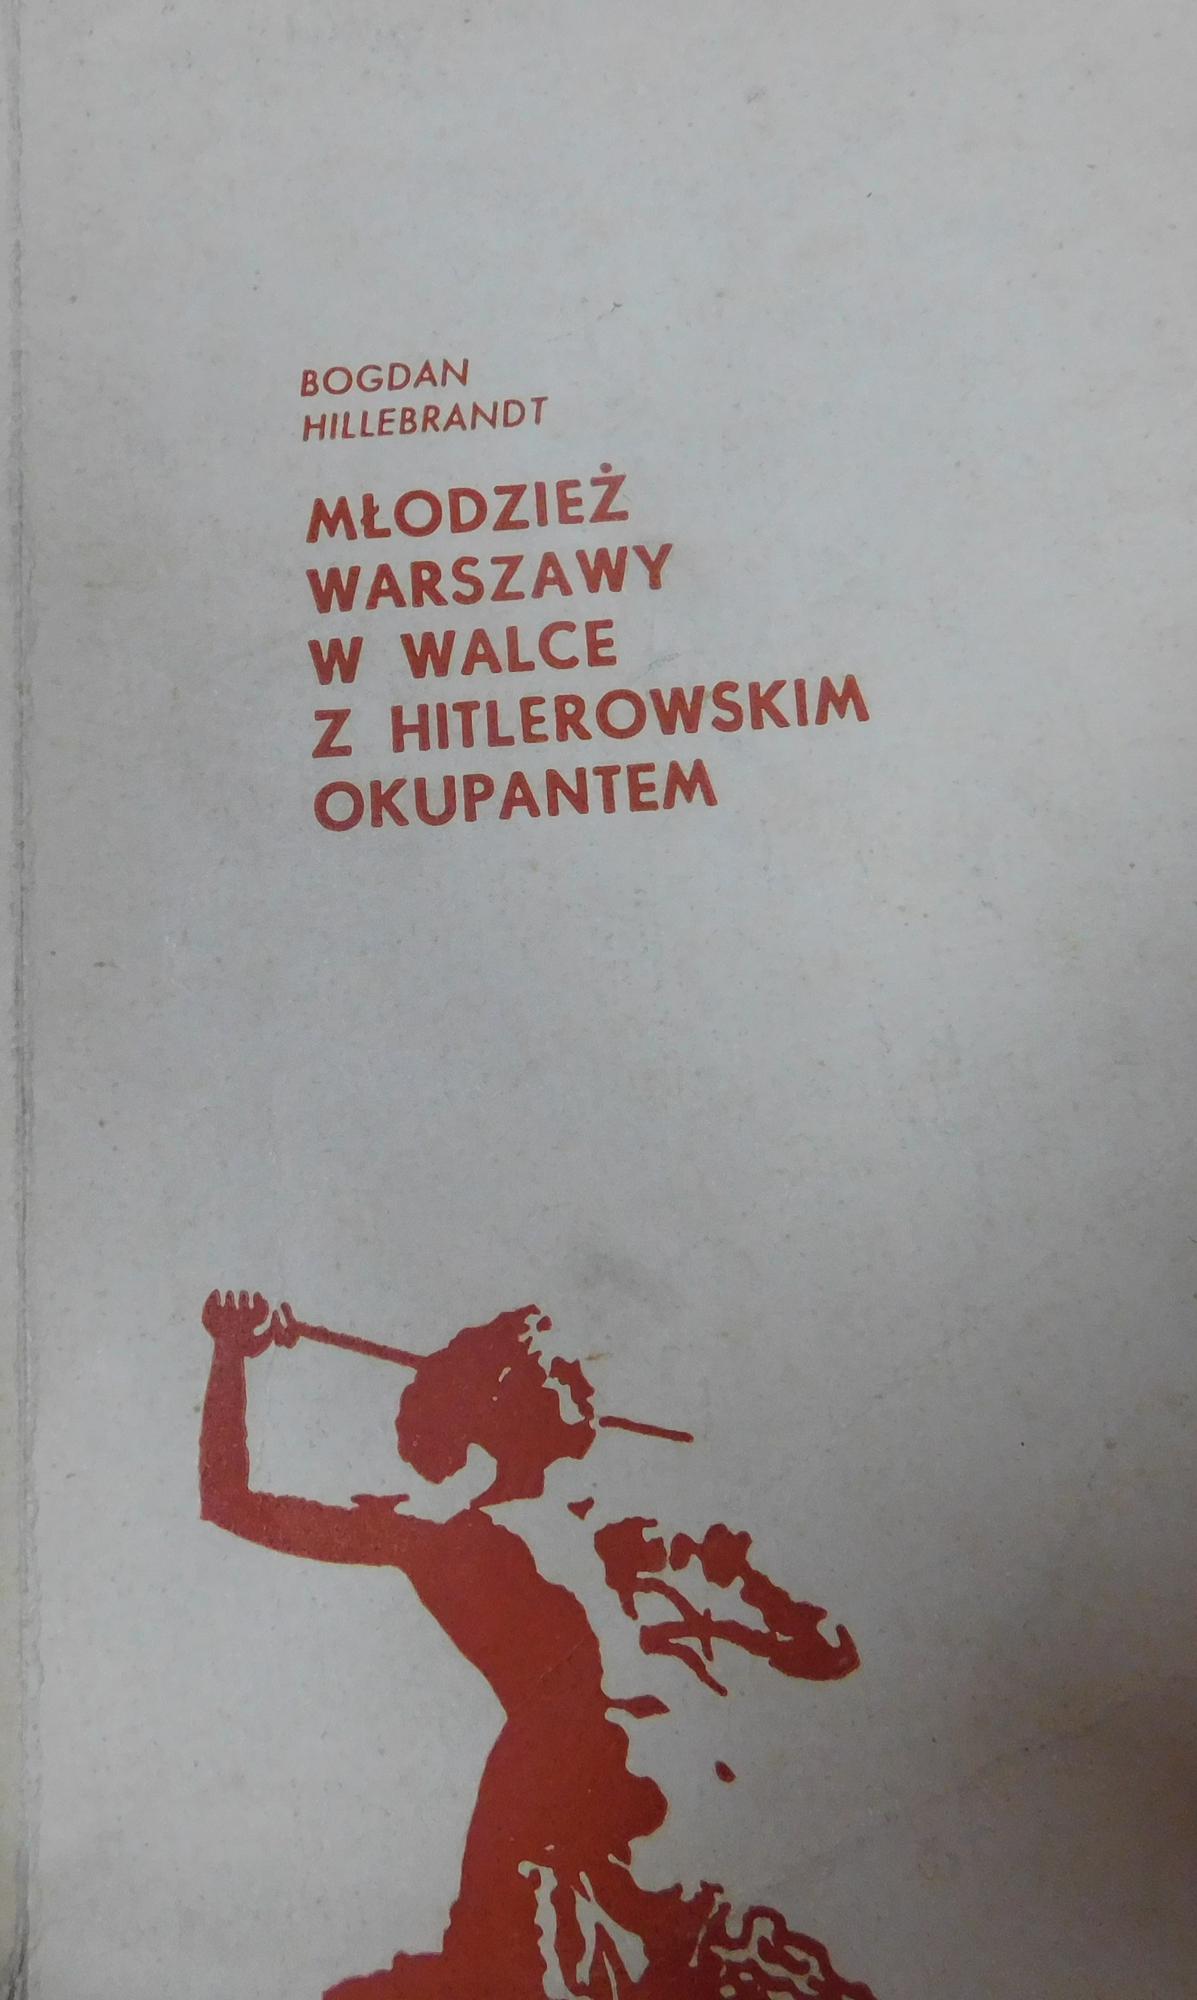 BOGDAN
HILLEBRANDT
MŁODZIEŻ
WARSZAWY
W WALCE
Z HITLEROWSKIM
OKUPANTEM